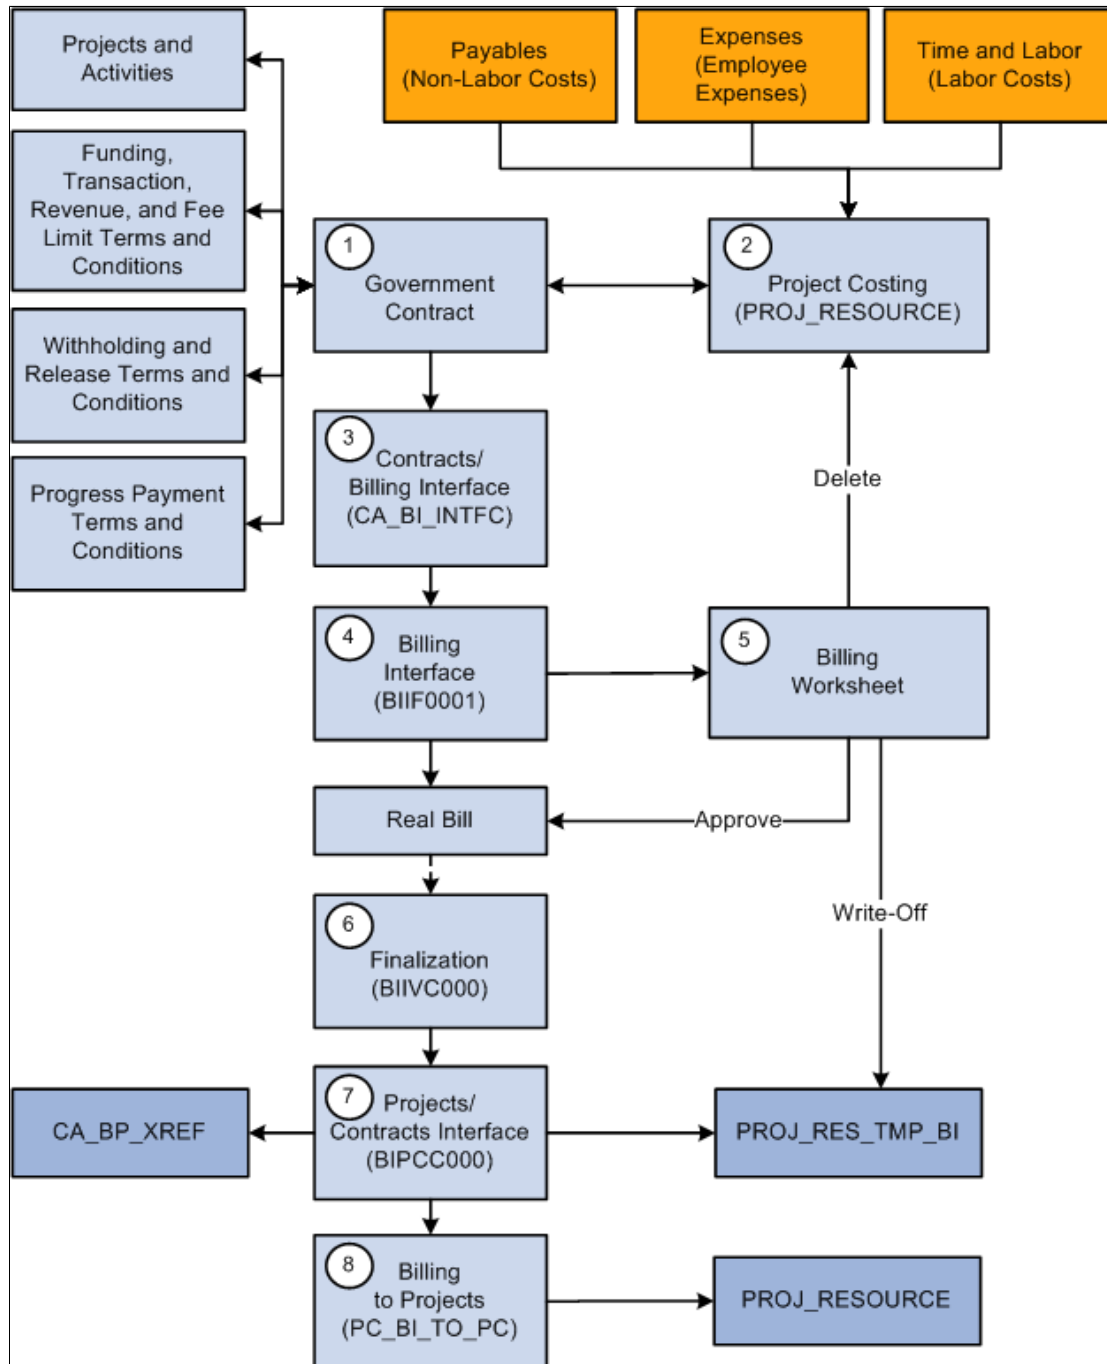 Projects and
Activities
Payables
(Non-Labor Costs)
Expenses
(Employee
Expenses)
Time and Labor
(Labor Costs)
Funding,
Transaction,
Revenue, and Fee
Limit Terms and
Conditions
1
Government
Contract
2
Project Costing
(PROJ_RESOURCE)
Withholding and
Release Terms and
Conditions
3
Contracts/
Billing Interface
(CA_BI_INTFC)
Progress Payment
Terms and
Conditions
Delete
4
Billing
Interface
(BIIF0001)
5
Billing
Worksheet
Real Bill
Approve
6
Finalization
(BIIVC000)
Write-Off
CA_BP_XREF
7
Projects/
Contracts Interface
(BIPCC000)
PROJ_RES_TMP_BI
8
Billing
to Projects
(PC_BI_TO_PC)
PROJ_RESOURCE